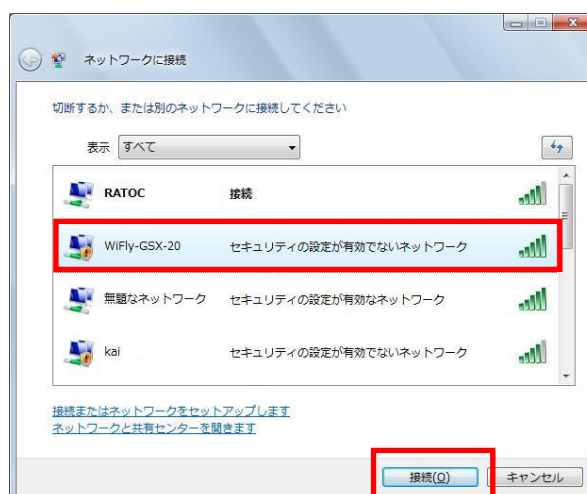 ネットワークに接続
切断するか、または別のネットワークに接続してください
表示 すべて
RATOC 接続
WiFly-GSX-20 セキュリティの設定が有効でないネットワーク
無題なネットワーク セキュリティの設定が有効なネットワーク
kai セキュリティの設定が有効でないネットワーク
接続またはネットワークをセットアップします
ネットワークと共有センターを開きます
接続(O) キャンセル